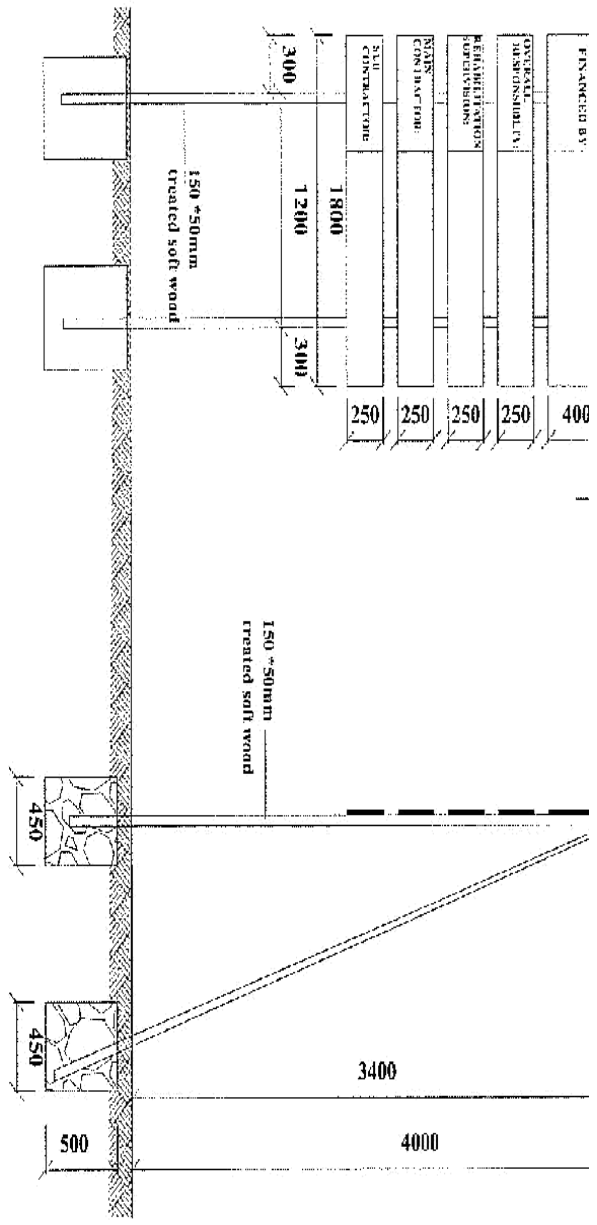 FINANCED BY
400
OVERALL
RESPONSIBILITY:
250
REHABILITATION
SUPERVISION:
250
MAIN
CONTRACTOR:
250
SUB
CONTRACTOR:
250
1800
300
1200
300
150 *50mm
treated soft wood
150 *50mm
treated soft wood
3400
4000
450
450
500